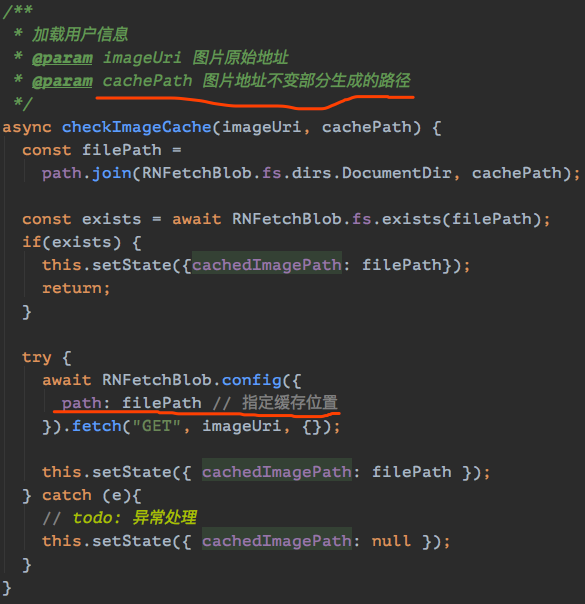 /**
 * 加载用户信息
 * @param imageUri 图片原始地址
 * @param cachePath 图片地址不变部分生成的路径
 */
async checkImageCache(imageUri, cachePath) {
  const filePath =
    path.join(RNFetchBlob.fs.dirs.DocumentDir, cachePath);

  const exists = await RNFetchBlob.fs.exists(filePath);
  if(exists) {
    this.setState({cachedImagePath: filePath});
    return;
  }

  try {
    await RNFetchBlob.config({
      path: filePath // 指定缓存位置
    }).fetch("GET", imageUri, {});

    this.setState({ cachedImagePath: filePath });
  } catch (e){
    // todo: 异常处理
    this.setState({ cachedImagePath: null });
  }
}